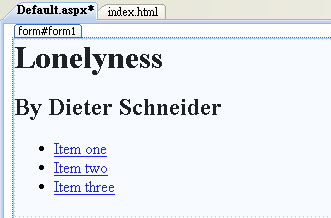 Default.aspx* index.html
form#form1
Lonelyness
By Dieter Schneider
Item one
Item two
Item three